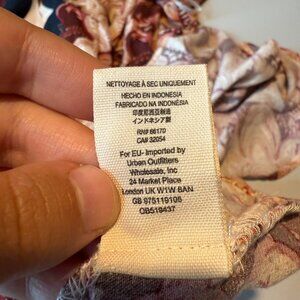 NETTOYAGE À SEC UNIQUEMENT
HECHO EN INDONESIA
FABRICADO NA INDONÉSIA
印度尼西亚制造
インドネシア製
RN# 66170
CA# 32054
For EU- Imported by
Urban Outfitters
Wholesale, Inc
24 Market Place
London UK W1W 8AN
GB 975119106
OB519437